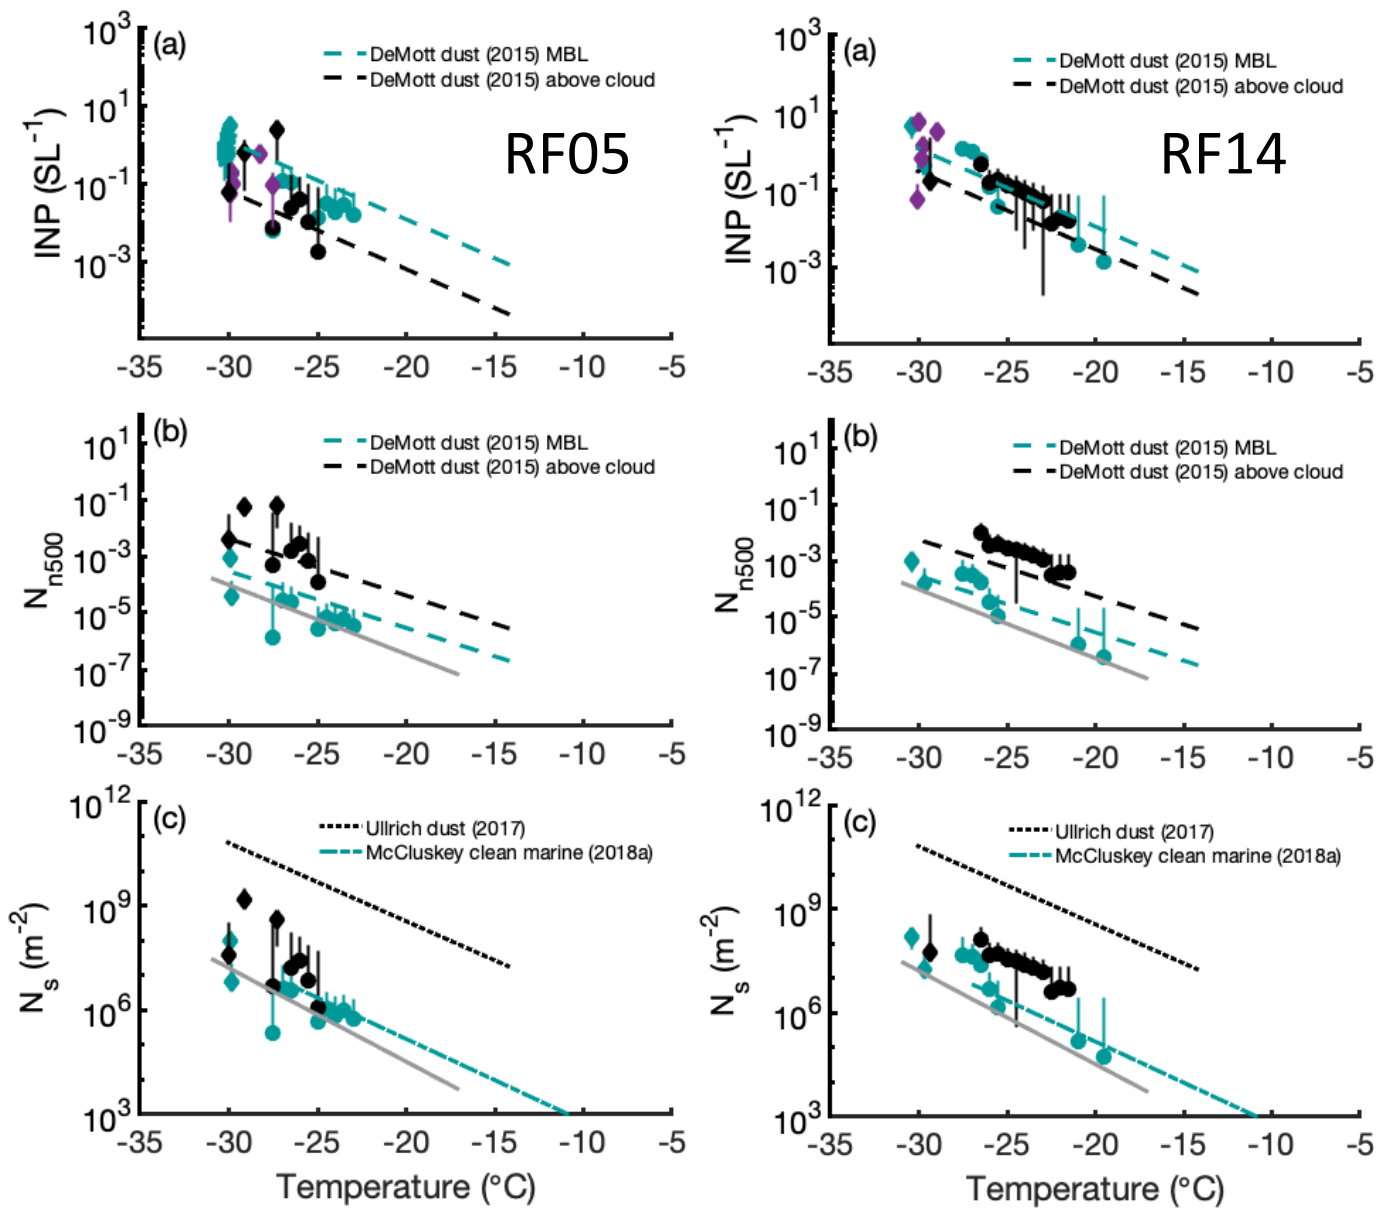 RF05
(a)
DeMott dust (2015) MBL
DeMott dust (2015) above cloud
INP (SL⁻¹)
10³
10¹
10⁻¹
10⁻³
-35 -30 -25 -20 -15 -10 -5
RF14
(a)
DeMott dust (2015) MBL
DeMott dust (2015) above cloud
INP (SL⁻¹)
10³
10¹
10⁻¹
10⁻³
-35 -30 -25 -20 -15 -10 -5
(b)
DeMott dust (2015) MBL
DeMott dust (2015) above cloud
Nn500
10¹
10⁻¹
10⁻³
10⁻⁵
10⁻⁷
10⁻⁹
-35 -30 -25 -20 -15 -10 -5
(b)
DeMott dust (2015) MBL
DeMott dust (2015) above cloud
Nn500
10¹
10⁻¹
10⁻³
10⁻⁵
10⁻⁷
10⁻⁹
-35 -30 -25 -20 -15 -10 -5
(c)
Ullrich dust (2017)
McCluskey clean marine (2018a)
Ns (m⁻²)
10¹²
10⁹
10⁶
10³
-35 -30 -25 -20 -15 -10 -5
Temperature (°C)
(c)
Ullrich dust (2017)
McCluskey clean marine (2018a)
Ns (m⁻²)
10¹²
10⁹
10⁶
10³
-35 -30 -25 -20 -15 -10 -5
Temperature (°C)